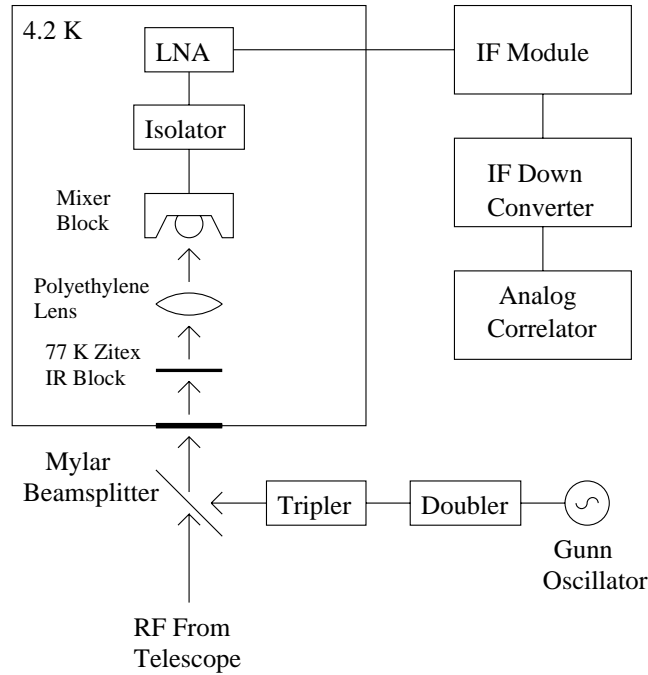 4.2 K
LNA
IF Module
Isolator
Mixer
Block
IF Down
Converter
Polyethylene
Lens
Analog
Correlator
77 K Zitex
IR Block
Mylar
Beamsplitter
Tripler
Doubler
Gunn
Oscillator
RF From
Telescope